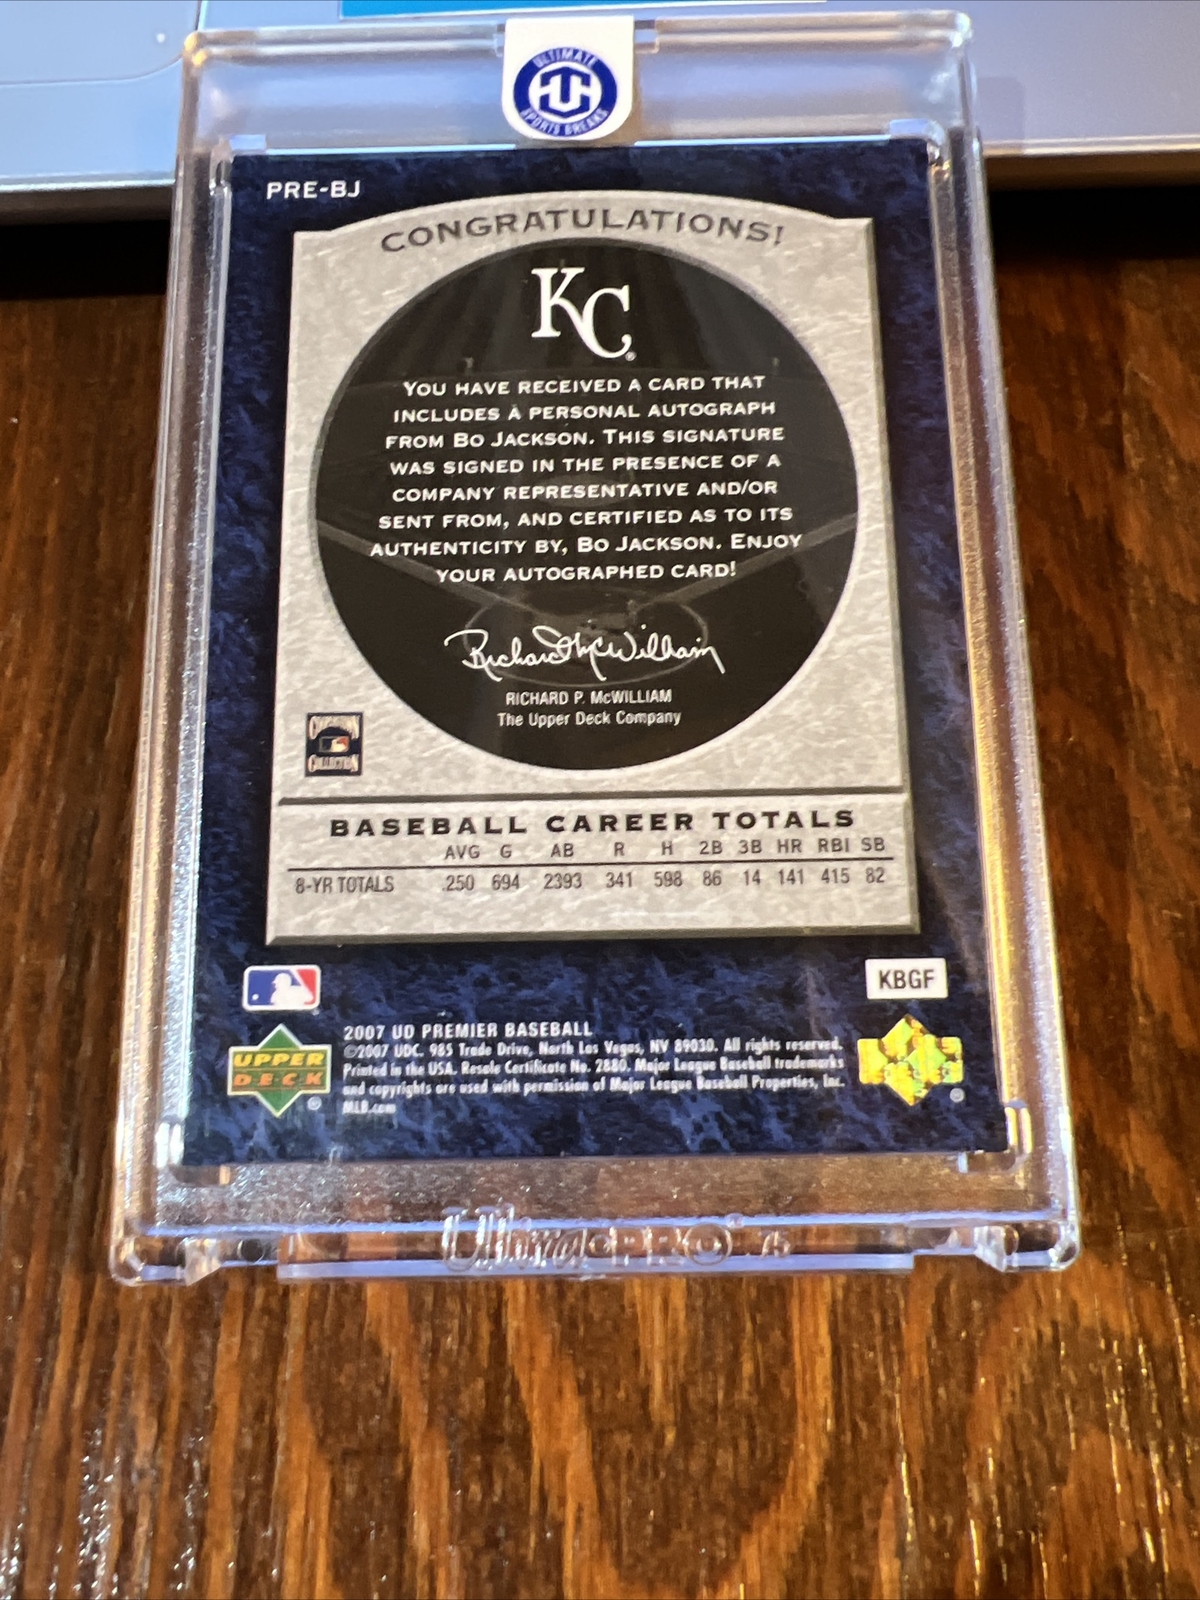 ULTIMATE
SPORTS BREAKS
PRE-BJ
CONGRATULATIONS!
KC
YOU HAVE RECEIVED A CARD THAT
INCLUDES A PERSONAL AUTOGRAPH
FROM BO JACKSON. THIS SIGNATURE
WAS SIGNED IN THE PRESENCE OF A
COMPANY REPRESENTATIVE AND/OR
SENT FROM, AND CERTIFIED AS TO ITS
AUTHENTICITY BY, BO JACKSON. ENJOY
YOUR AUTOGRAPHED CARD!
Richard McWilliam
RICHARD P. McWILLIAM
The Upper Deck Company
COOPERSTOWN
COLLECTION
BASEBALL CAREER TOTALS
AVG G AB R H 2B 3B HR RBI SB
8-YR TOTALS .250 694 2393 341 598 86 14 141 415 82
KBGF
2007 UD PREMIER BASEBALL
©2007 UDC. 985 Trade Drive, North Las Vegas, NV 89030. All rights reserved.
Printed in the USA. Resale Certificate No. 2880. Major League Baseball trademarks
and copyrights are used with permission of Major League Baseball Properties, Inc.
MLB.com
UPPER
DECK
®
Ultra•PRO